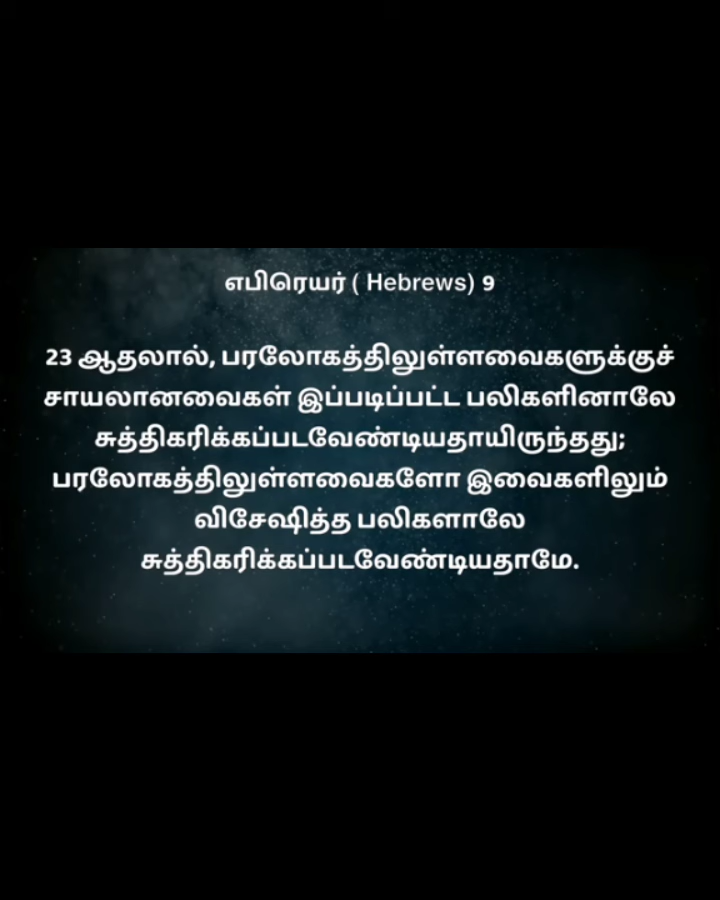 எபிரெயர் ( Hebrews) 9
23 ஆதலால், பரலோகத்திலுள்ளவைகளுக்குச்
சாயலானவைகள் இப்படிப்பட்ட பலிகளினாலே
சுத்திகரிக்கப்படவேண்டியதாயிருந்தது;
பரலோகத்திலுள்ளவைகளோ இவைகளிலும்
விசேஷித்த பலிகளாலே
சுத்திகரிக்கப்படவேண்டியதாமே.